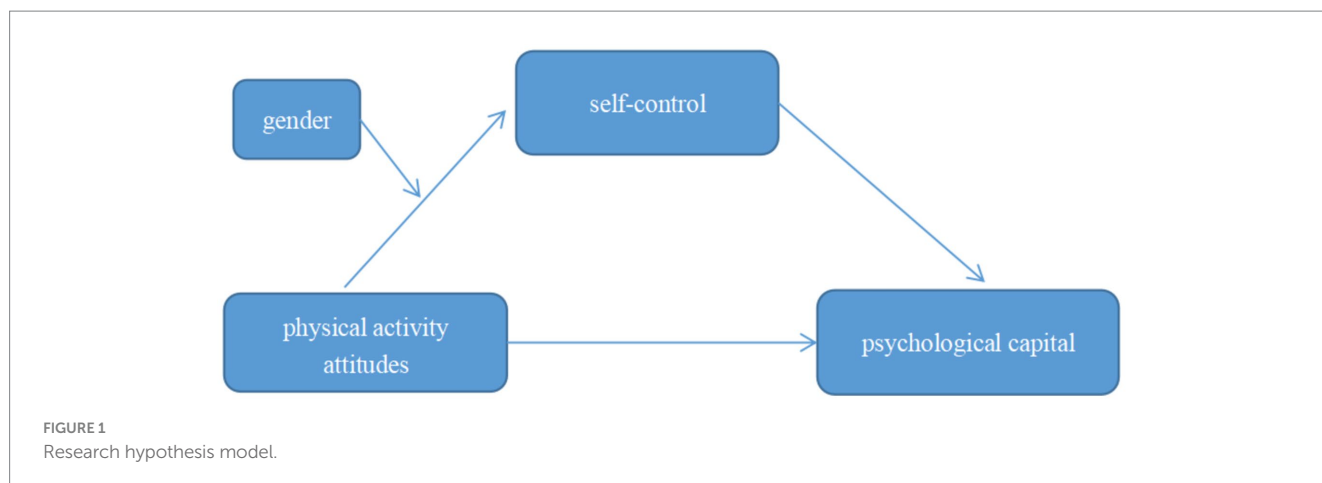 gender
self-control
physical activity
attitudes
psychological capital
FIGURE 1
Research hypothesis model.